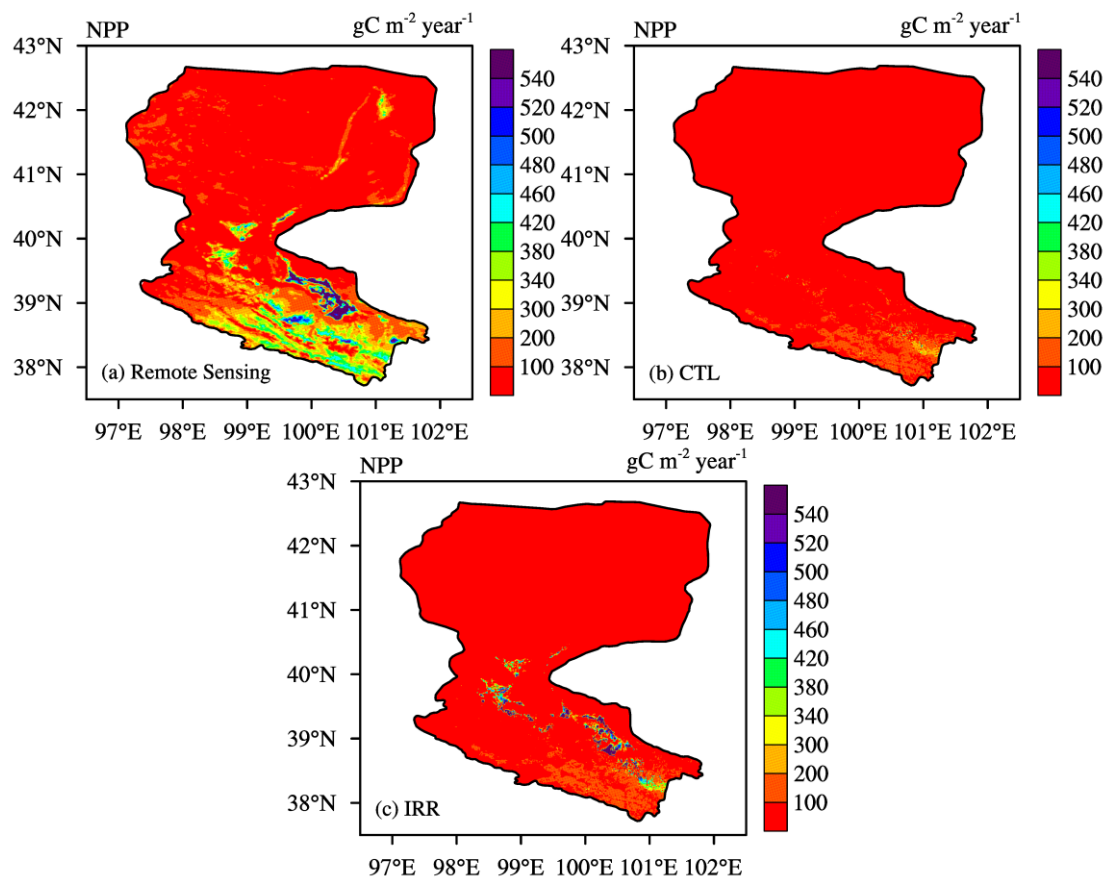 NPP gC m⁻² year⁻¹
43°N
42°N
41°N
40°N
39°N
38°N
540
520
500
480
460
420
380
340
300
200
100
(a) Remote Sensing
97°E 98°E 99°E 100°E 101°E 102°E
NPP gC m⁻² year⁻¹
43°N
42°N
41°N
40°N
39°N
38°N
540
520
500
480
460
420
380
340
300
200
100
(b) CTL
97°E 98°E 99°E 100°E 101°E 102°E
NPP gC m⁻² year⁻¹
43°N
42°N
41°N
40°N
39°N
38°N
540
520
500
480
460
420
380
340
300
200
100
(c) IRR
97°E 98°E 99°E 100°E 101°E 102°E